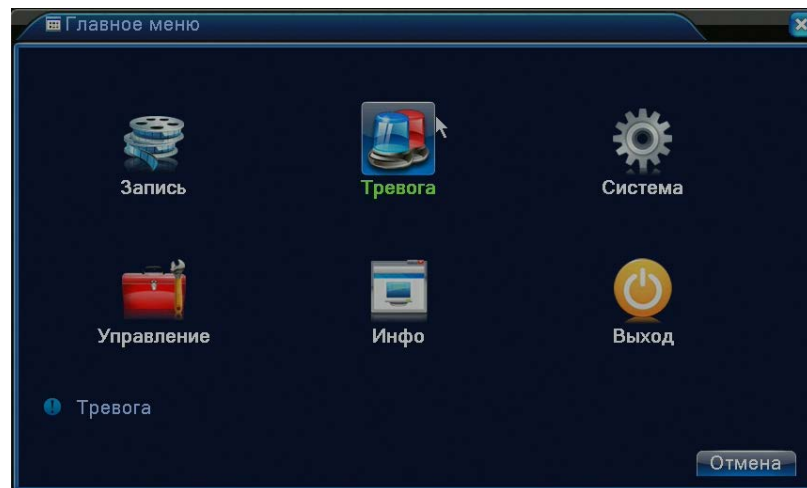 Главное меню
Запись
Тревога
Система
Управление
Инфо
Выход
Тревога
Отмена